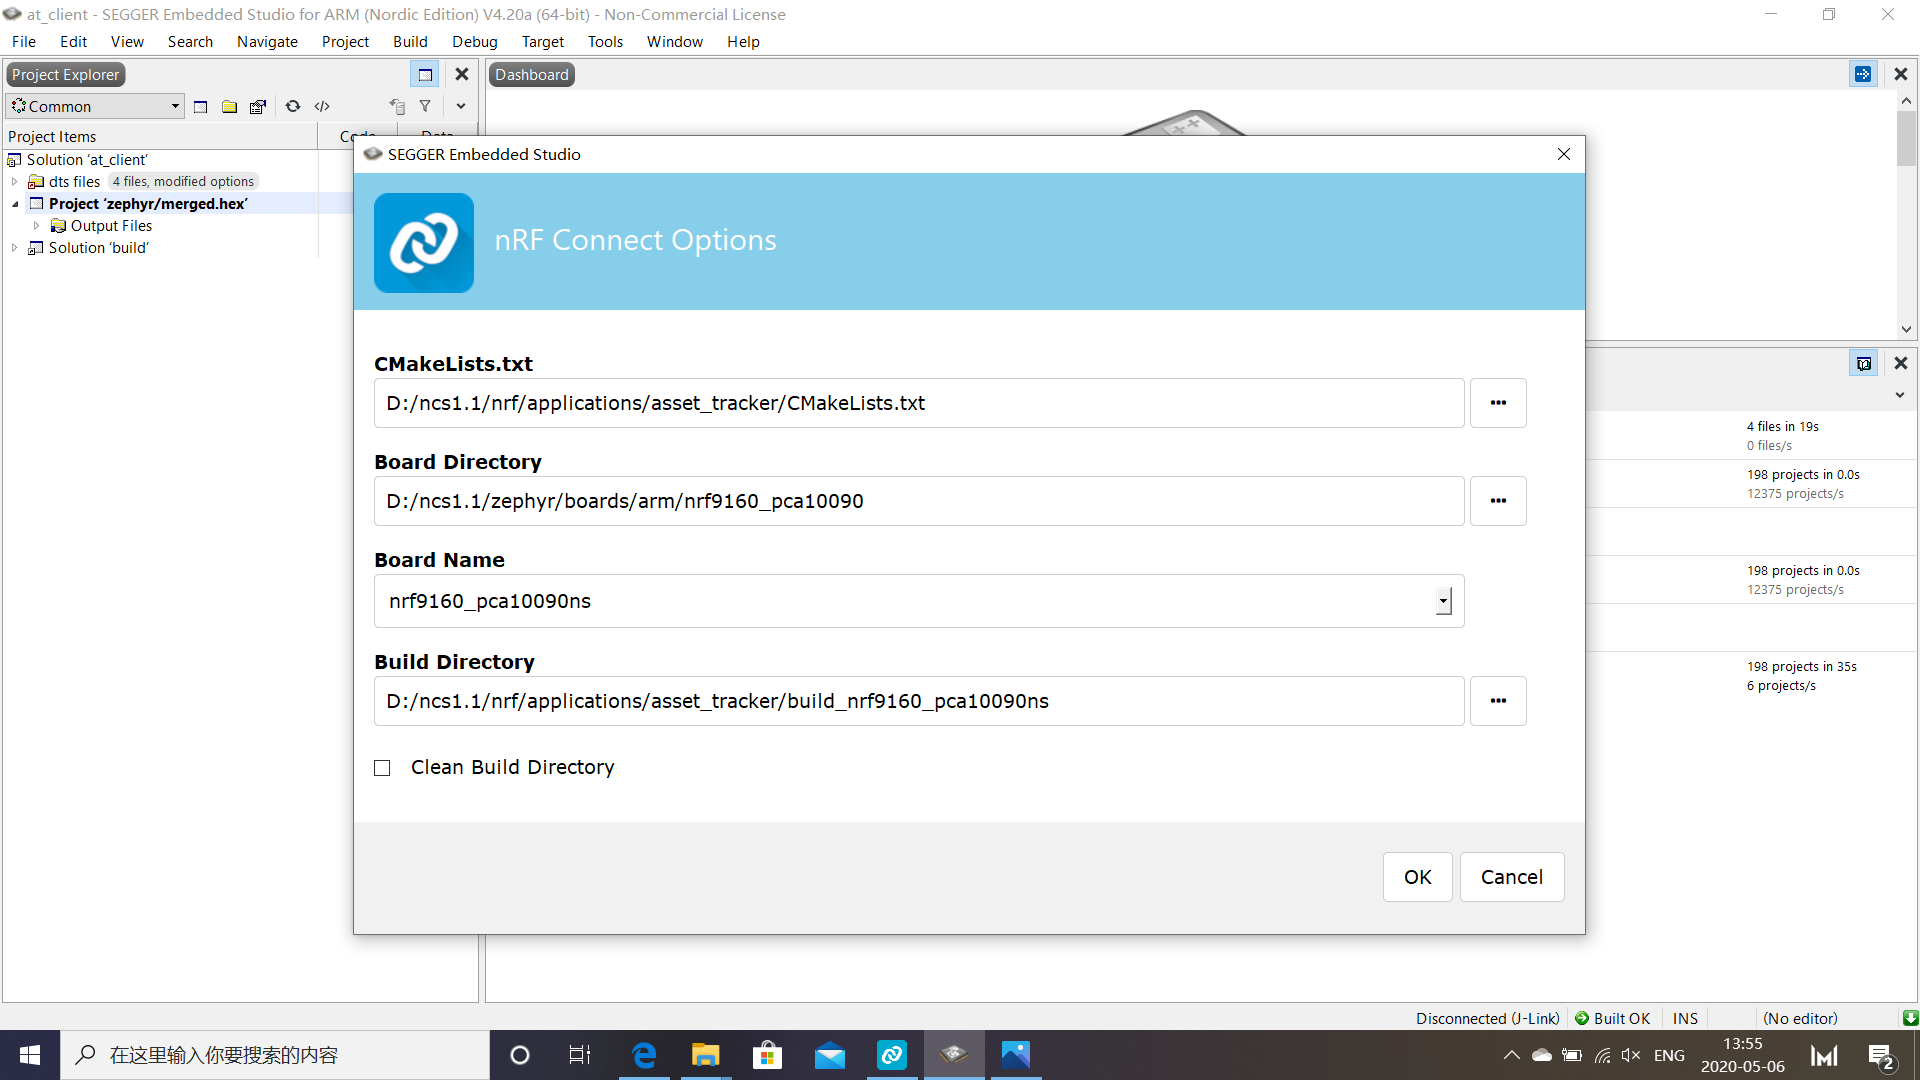 at_client - SEGGER Embedded Studio for ARM (Nordic Edition) V4.20a (64-bit) - Non-Commercial License
File Edit View Search Navigate Project Build Debug Target Tools Window Help
Project Explorer
Dashboard
Common
Project Items
Solution ‘at_client’
dts files 4 files, modified options
Project ‘zephyr/merged.hex’
Output Files
Solution ‘build’
SEGGER Embedded Studio
nRF Connect Options
CMakeLists.txt
D:/ncs1.1/nrf/applications/asset_tracker/CMakeLists.txt
...
Board Directory
D:/ncs1.1/zephyr/boards/arm/nrf9160_pca10090
...
Board Name
nrf9160_pca10090ns
Build Directory
D:/ncs1.1/nrf/applications/asset_tracker/build_nrf9160_pca10090ns
...
Clean Build Directory
OK Cancel
4 files in 19s
0 files/s
198 projects in 0.0s
12375 projects/s
198 projects in 0.0s
12375 projects/s
198 projects in 35s
6 projects/s
Disconnected (J-Link) Built OK INS (No editor)
在这里输入你要搜索的内容
ENG
13:55
2020-05-06
2